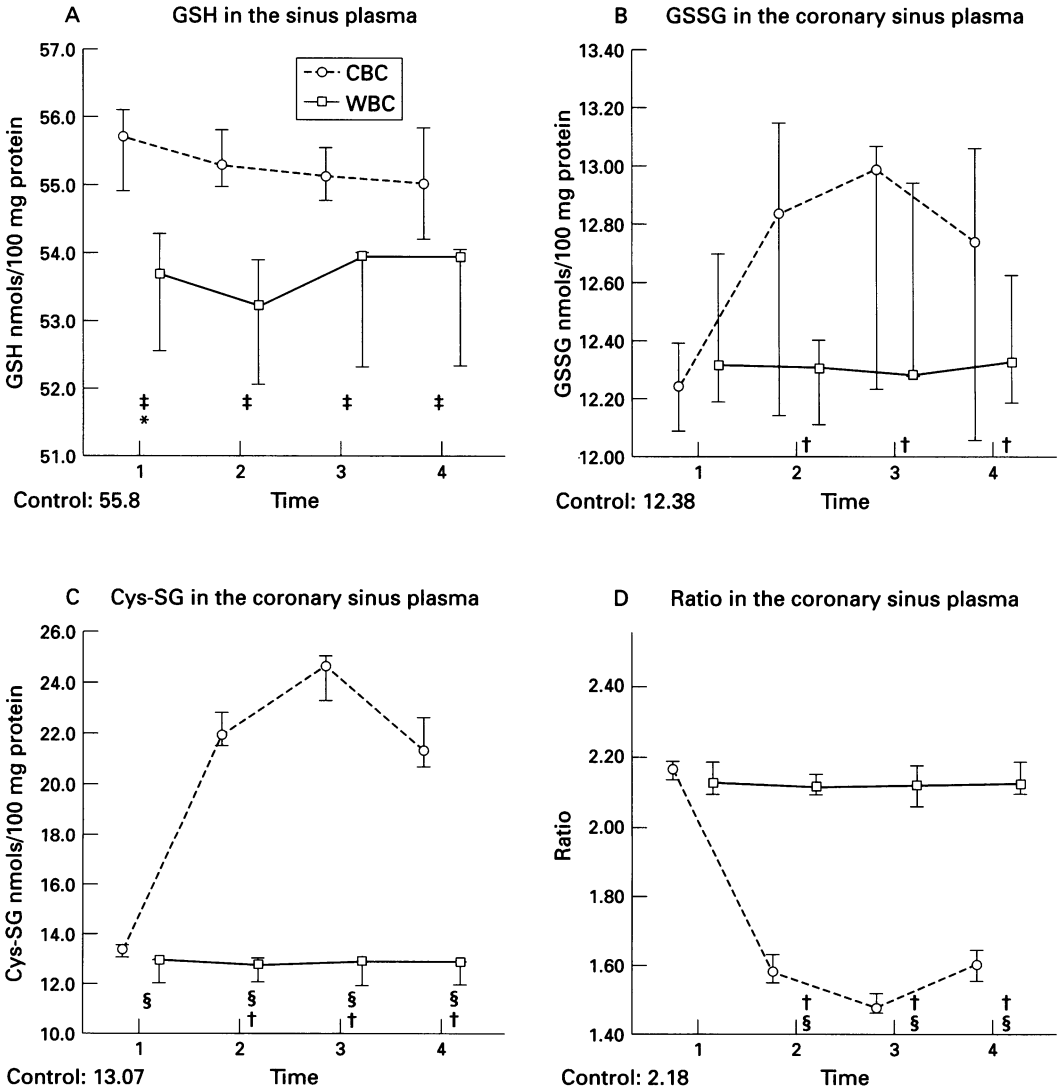 A GSH in the sinus plasma
GSH nmols/100 mg protein
57.0
56.0
55.0
54.0
53.0
52.0
51.0
CBC
WBC
‡ ‡ ‡ ‡
*
1 2 3 4
Control: 55.8 Time
B GSSG in the coronary sinus plasma
GSSG nmols/100 mg protein
13.40
13.20
13.00
12.80
12.60
12.40
12.20
12.00
† † †
1 2 3 4
Control: 12.38 Time
C Cys-SG in the coronary sinus plasma
Cys-SG nmols/100 mg protein
26.0
24.0
22.0
20.0
18.0
16.0
14.0
12.0
10.0
§ § § §
† † †
1 2 3 4
Control: 13.07 Time
D Ratio in the coronary sinus plasma
Ratio
2.40
2.20
2.00
1.80
1.60
1.40
† † †
§ § §
1 2 3 4
Control: 2.18 Time